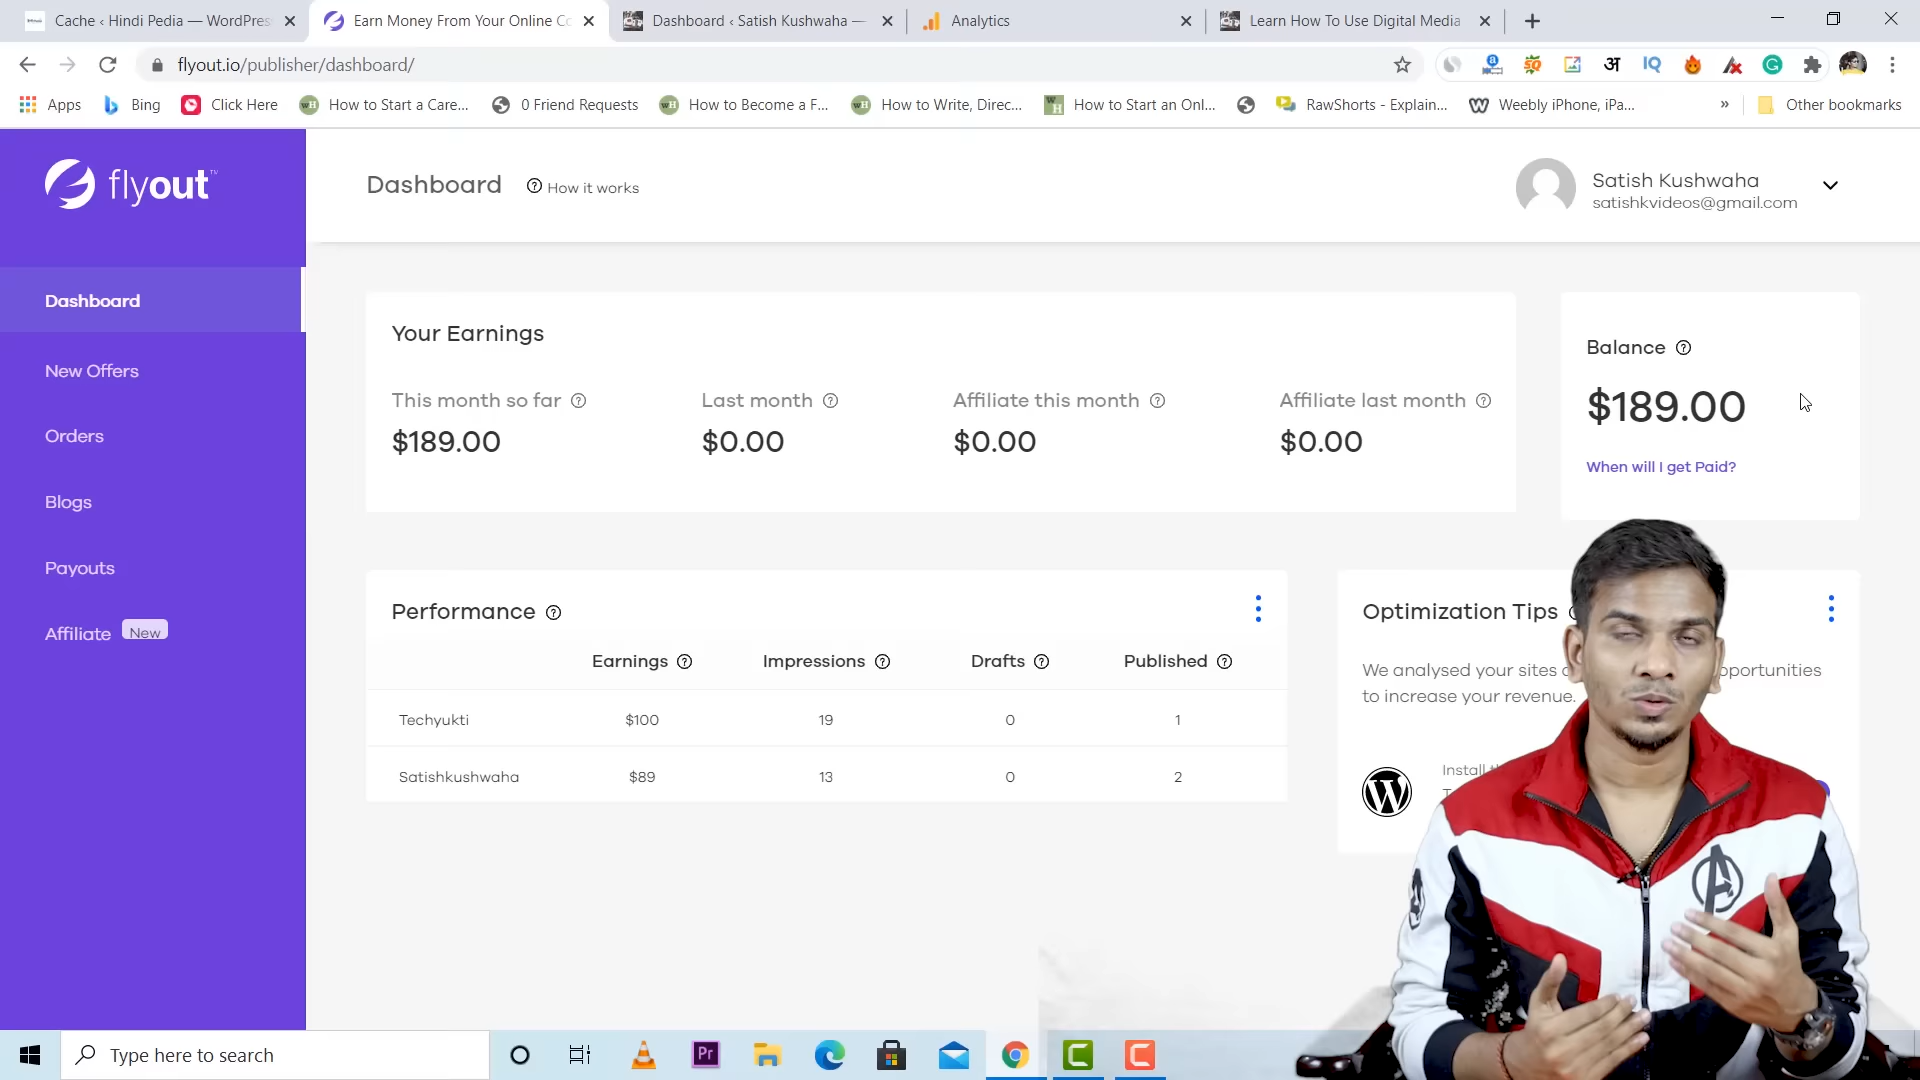 Cache ‹ Hindi Pedia — WordPres
Earn Money From Your Online Co
Dashboard ‹ Satish Kushwaha —
Analytics
Learn How To Use Digital Media
flyout.io/publisher/dashboard/
Apps
Bing
Click Here
How to Start a Care...
0 Friend Requests
How to Become a F...
How to Write, Direc...
How to Start an Onl...
RawShorts - Explain...
Weebly iPhone, iPa...
»
Other bookmarks
flyout™
Dashboard
How it works
Satish Kushwaha
satishkvideos@gmail.com
Dashboard
New Offers
Orders
Blogs
Payouts
Affiliate New
Your Earnings
This month so far
Last month
Affiliate this month
Affiliate last month
$189.00
$0.00
$0.00
$0.00
Balance
$189.00
When will I get Paid?
Performance
Earnings
Impressions
Drafts
Published
Techyukti
$100
19
0
1
Satishkushwaha
$89
13
0
2
Optimization Tips
We analysed your sites
to increase your revenue.
Install
Type here to search
Pr